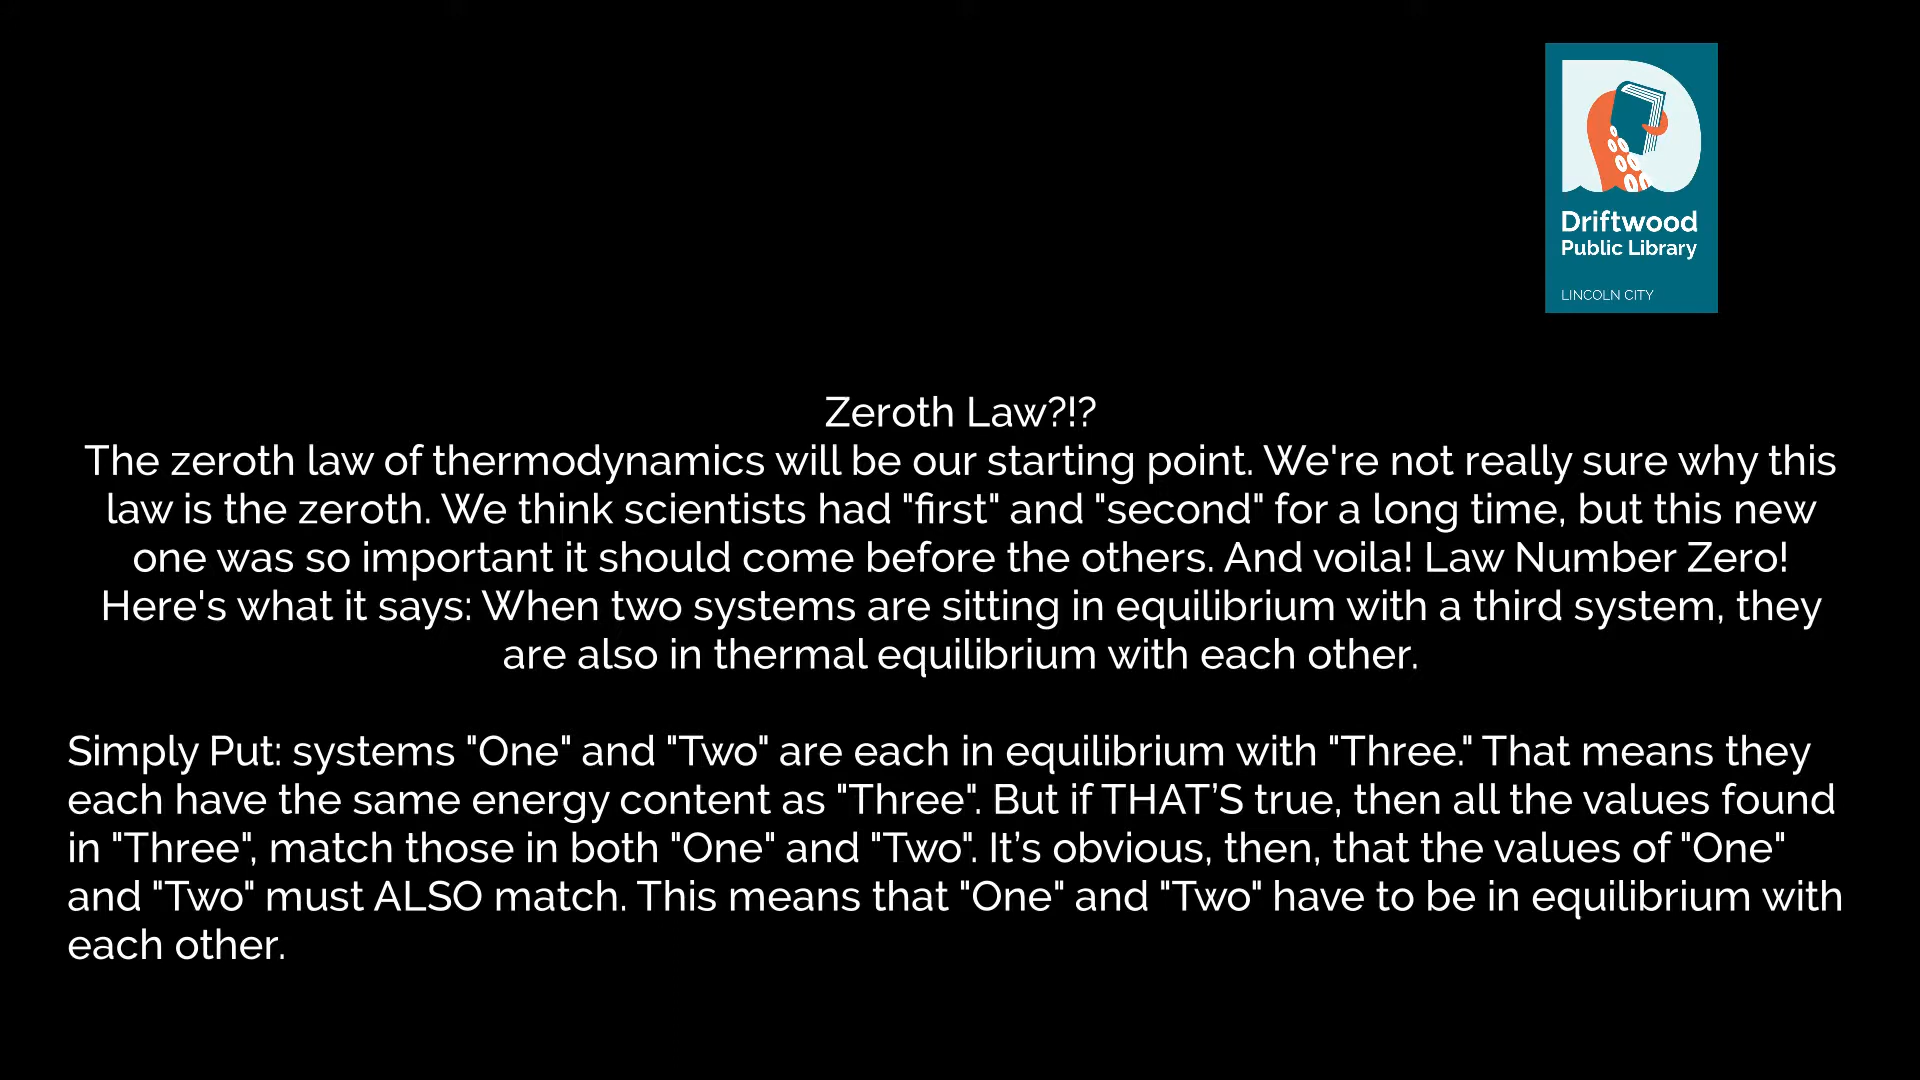 Driftwood
Public Library
LINCOLN CITY
Zeroth Law?!?
The zeroth law of thermodynamics will be our starting point. We're not really sure why this
law is the zeroth. We think scientists had "first" and "second" for a long time, but this new
one was so important it should come before the others. And voila! Law Number Zero!
Here's what it says: When two systems are sitting in equilibrium with a third system, they
are also in thermal equilibrium with each other.
Simply Put: systems "One" and "Two" are each in equilibrium with "Three." That means they
each have the same energy content as "Three". But if THAT’S true, then all the values found
in "Three", match those in both "One" and "Two". It’s obvious, then, that the values of "One"
and "Two" must ALSO match. This means that "One" and "Two" have to be in equilibrium with
each other.